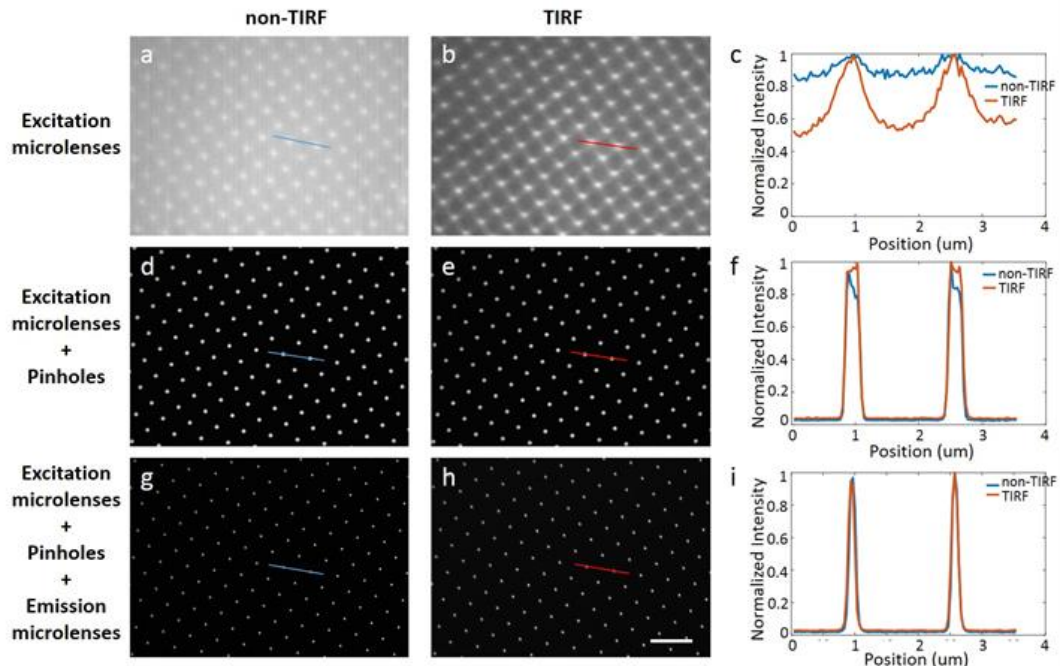 non-TIRF
TIRF
Excitation
microlenses
a
b
c
Normalized Intensity
1
0.8
0.6
0.4
0.2
0
non-TIRF
TIRF
0
1
2
3
4
Position (um)
Excitation
microlenses
+
Pinholes
d
e
f
Normalized Intensity
1
0.8
0.6
0.4
0.2
0
non-TIRF
TIRF
0
1
2
3
4
Position (um)
Excitation
microlenses
+
Pinholes
+
Emission
microlenses
g
h
i
Normalized Intensity
1
0.8
0.6
0.4
0.2
0
non-TIRF
TIRF
0
1
2
3
4
Position (um)